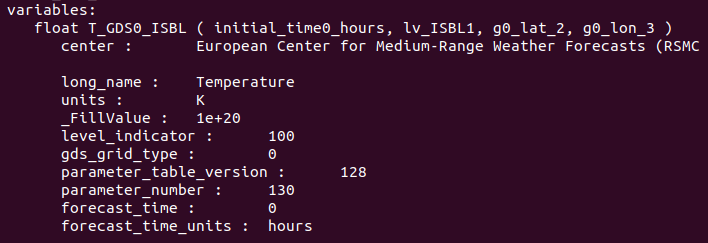 variables:
float T_GDS0_ISBL ( initial_time0_hours, lv_ISBL1, g0_lat_2, g0_lon_3 )
center : European Center for Medium-Range Weather Forecasts (RSMC
long_name : Temperature
units : K
_FillValue : 1e+20
level_indicator : 100
gds_grid_type : 0
parameter_table_version : 128
parameter_number : 130
forecast_time : 0
forecast_time_units : hours